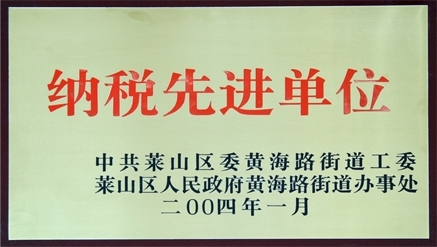 纳税先进单位
中共莱山区委黄海路街道工委
莱山区人民政府黄海路街道办事处
二00四年一月